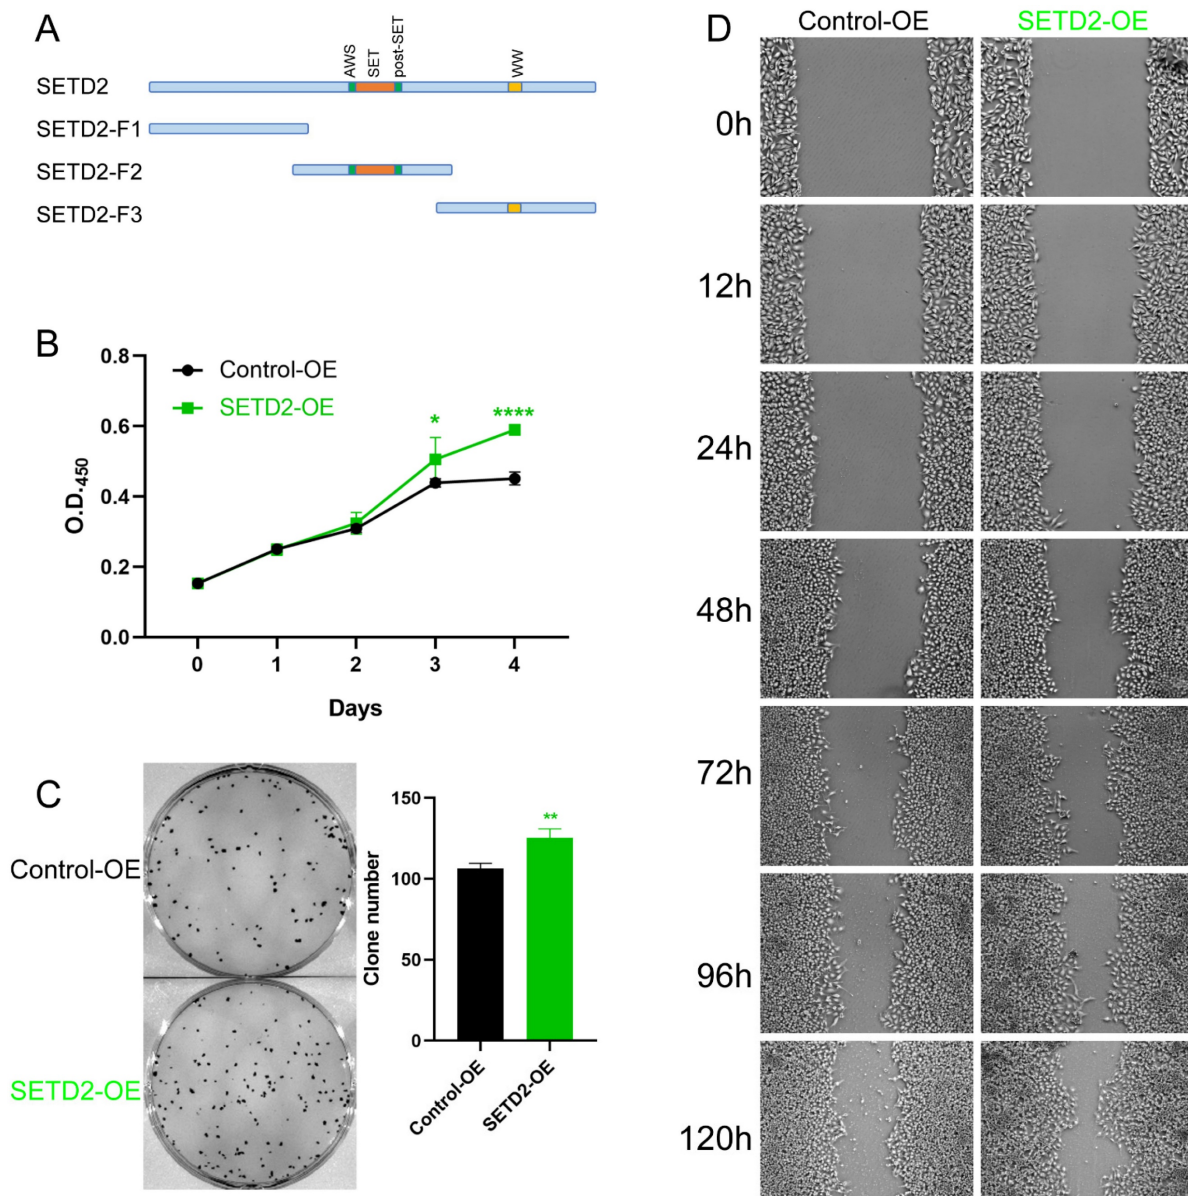 A
AWS
SET
post-SET
WW
SETD2
SETD2-F1
SETD2-F2
SETD2-F3
B
0.8
0.6
0.4
0.2
0.0
O.D.450
Control-OE
SETD2-OE
*
****
0
1
2
3
4
Days
C
Control-OE
SETD2-OE
150
100
50
0
Clone number
**
Control-OE
SETD2-OE
D
Control-OE
SETD2-OE
0h
12h
24h
48h
72h
96h
120h